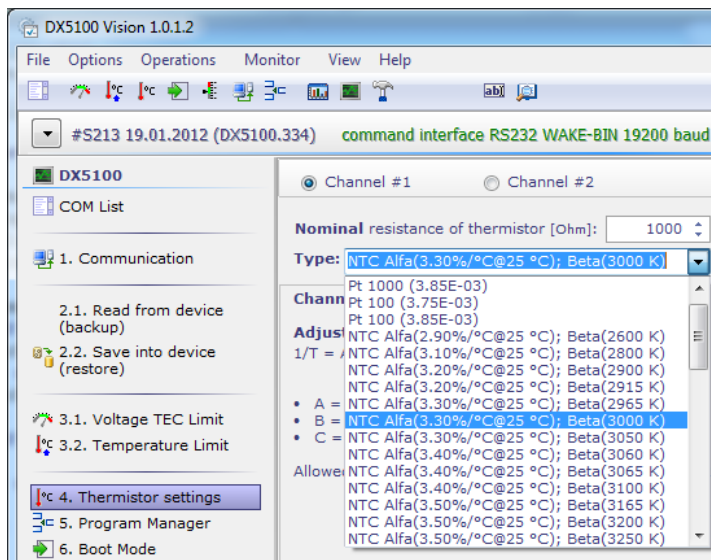 DX5100 Vision 1.0.1.2
File Options Operations Monitor View Help
°C °C ab
#S213 19.01.2012 (DX5100.334) command interface RS232 WAKE-BIN 19200 baud
DX5100
COM List
1. Communication
2.1. Read from device
(backup)
2.2. Save into device
(restore)
3.1. Voltage TEC Limit
°C 3.2. Temperature Limit
°C 4. Thermistor settings
5. Program Manager
6. Boot Mode
Channel #1 Channel #2
Nominal resistance of thermistor [Ohm]: 1000
Type: NTC Alfa(3.30%/°C@25 °C); Beta(3000 K)
Chann
Adjust
1/T =
• A =
• B =
• C =
Allowe
Pt 1000 (3.85E-03)
Pt 100 (3.75E-03)
Pt 100 (3.85E-03)
NTC Alfa(2.90%/°C@25 °C); Beta(2600 K)
NTC Alfa(3.10%/°C@25 °C); Beta(2800 K)
NTC Alfa(3.20%/°C@25 °C); Beta(2900 K)
NTC Alfa(3.20%/°C@25 °C); Beta(2915 K)
NTC Alfa(3.30%/°C@25 °C); Beta(2965 K)
NTC Alfa(3.30%/°C@25 °C); Beta(3000 K)
NTC Alfa(3.30%/°C@25 °C); Beta(3050 K)
NTC Alfa(3.40%/°C@25 °C); Beta(3060 K)
NTC Alfa(3.40%/°C@25 °C); Beta(3065 K)
NTC Alfa(3.40%/°C@25 °C); Beta(3100 K)
NTC Alfa(3.50%/°C@25 °C); Beta(3165 K)
NTC Alfa(3.50%/°C@25 °C); Beta(3200 K)
NTC Alfa(3.50%/°C@25 °C); Beta(3250 K)